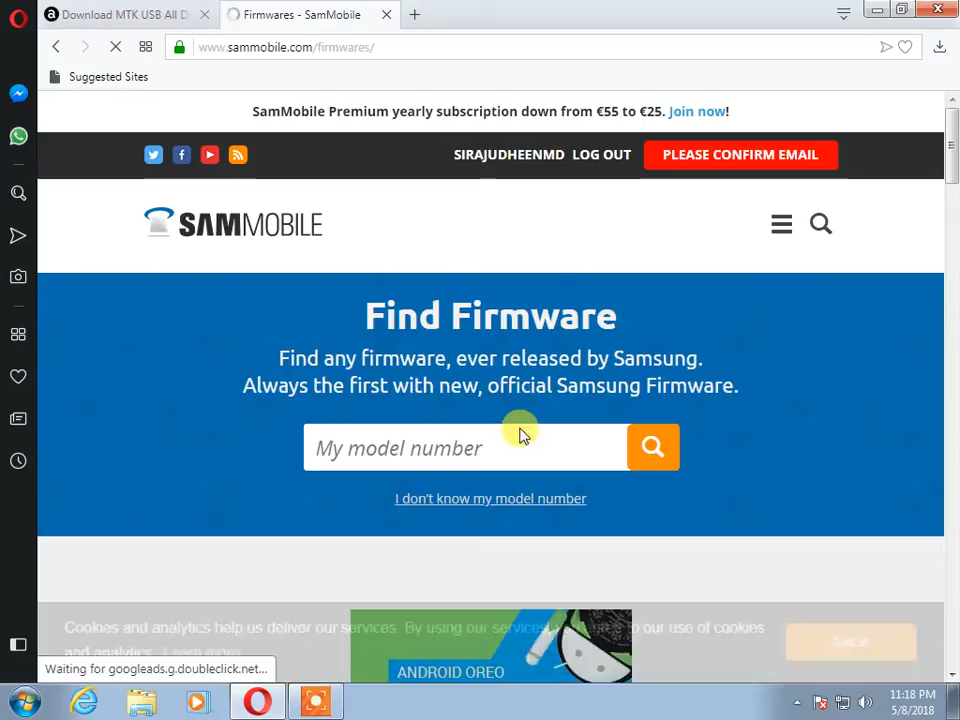 Download MTK USB All D
Firmwares - SamMobile
www.sammobile.com/firmwares/
Suggested Sites
SamMobile Premium yearly subscription down from €55 to €25. Join now!
SIRAJUDHEENMD LOG OUT PLEASE CONFIRM EMAIL
SAMMOBILE
Find Firmware
Find any firmware, ever released by Samsung.
Always the first with new, official Samsung Firmware.
My model number
I don't know my model number
Cookies and analytics help us deliver our services. By using our services, to our use of cookies
and analytics. Learn more
ANDROID OREO
Waiting for googleads.g.doubleclick.net...
11:18 PM
5/8/2018